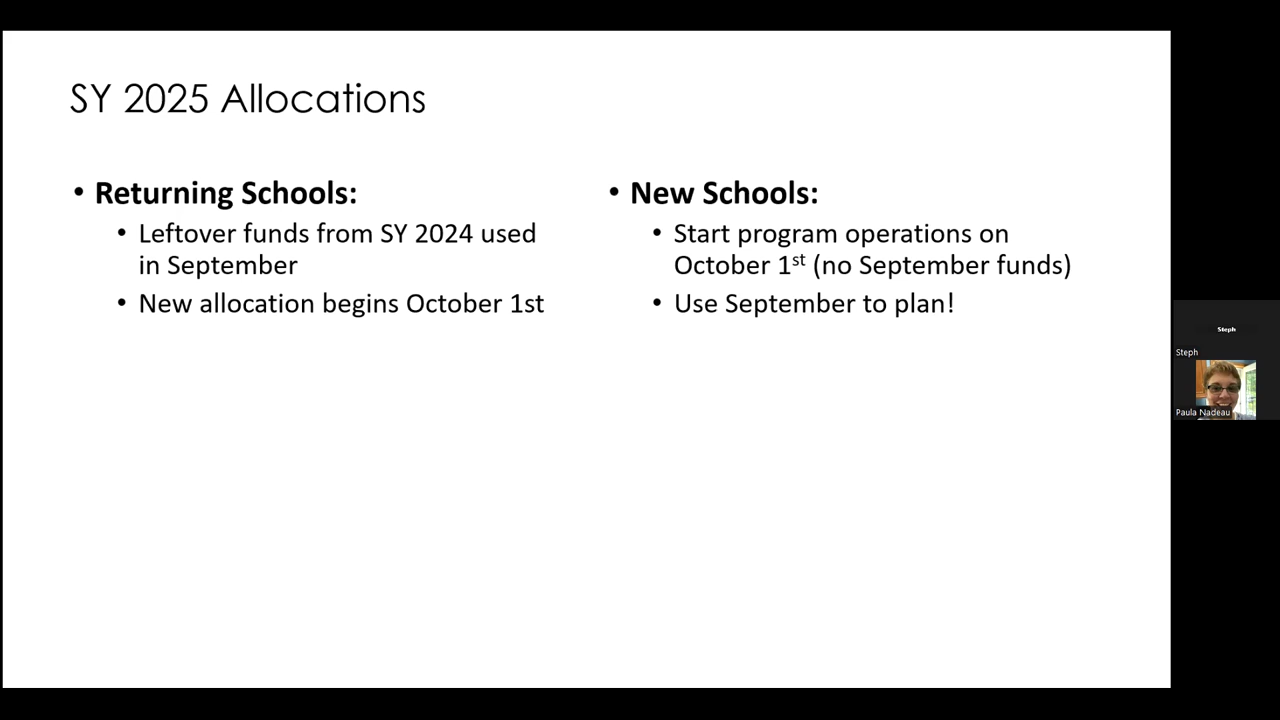 SY 2025 Allocations
• Returning Schools:
• Leftover funds from SY 2024 used
in September
• New allocation begins October 1st
• New Schools:
• Start program operations on
October 1st (no September funds)
• Use September to plan!
Steph
Steph
Paula Nadeau